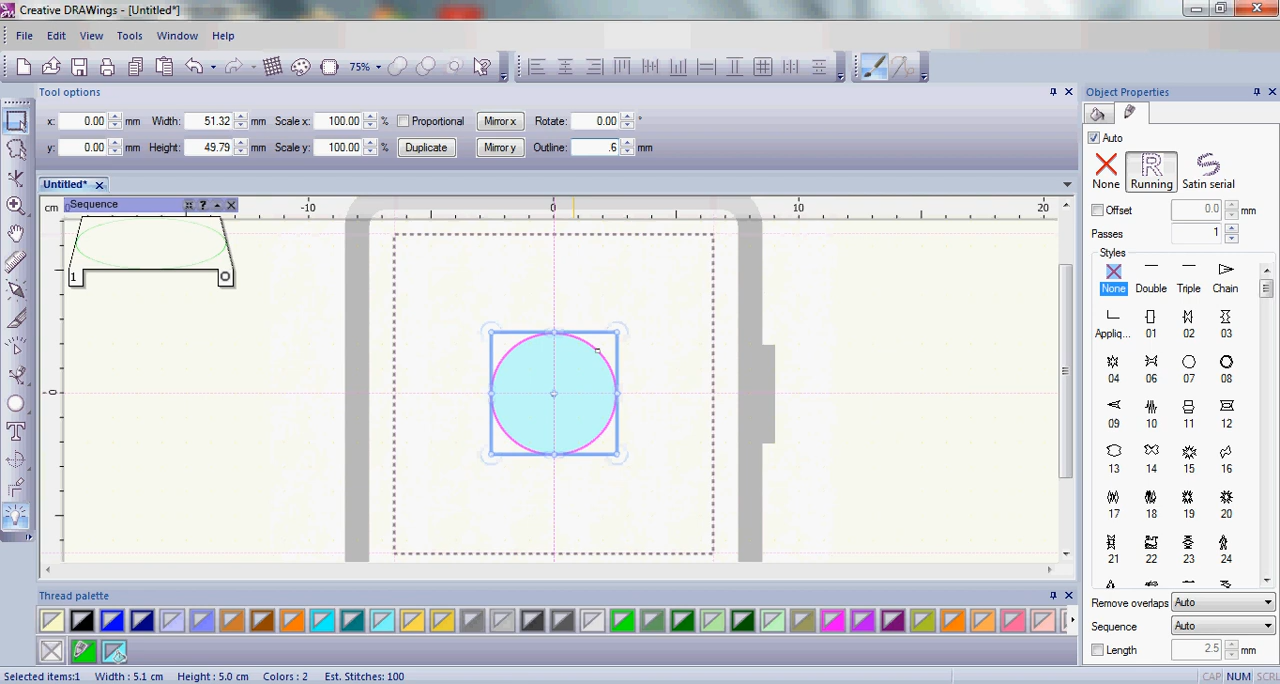 Creative DRAWings - [Untitled*]
File Edit View Tools Window Help
75%
Tool options
x: 0.00 mm Width: 51.32 mm Scale x: 100.00 % Proportional Mirror x Rotate: 0.00 °
y: 0.00 mm Height: 49.79 mm Scale y: 100.00 % Duplicate Mirror y Outline: .6 mm
Untitled*
cm -10 0 10 20
Sequence
1
0
Object Properties
Auto
None Running Satin serial
Offset 0.0 mm
Passes 1
Styles
None Double Triple Chain
Appliq... 01 02 03
04 06 07 08
09 10 11 12
13 14 15 16
17 18 19 20
21 22 23 24
Remove overlaps Auto
Sequence Auto
Length 2.5 mm
Thread palette
Selected items:1 Width : 5.1 cm Height : 5.0 cm Colors : 2 Est. Stitches: 100
CAP NUM SCRL